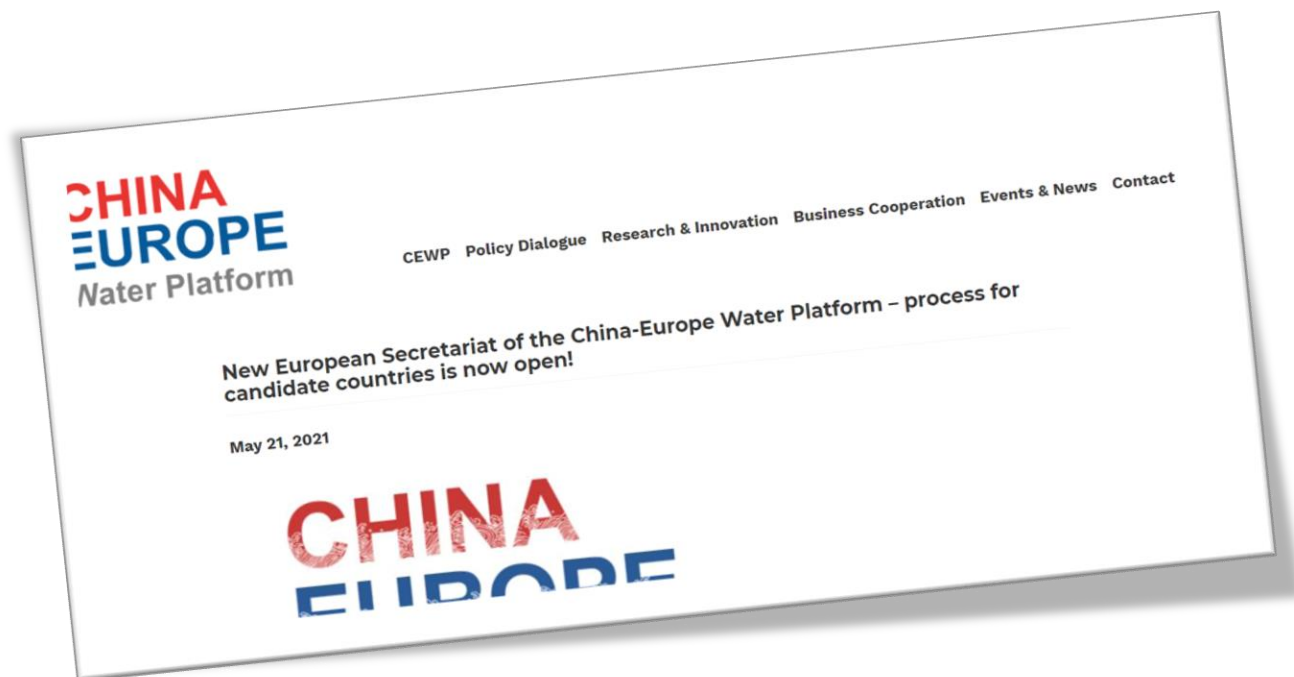 CHINA
EUROPE
Water Platform
CEWP Policy Dialogue Research & Innovation Business Cooperation Events & News Contact
New European Secretariat of the China-Europe Water Platform – process for
candidate countries is now open!
May 21, 2021
CHINA
EUROPE